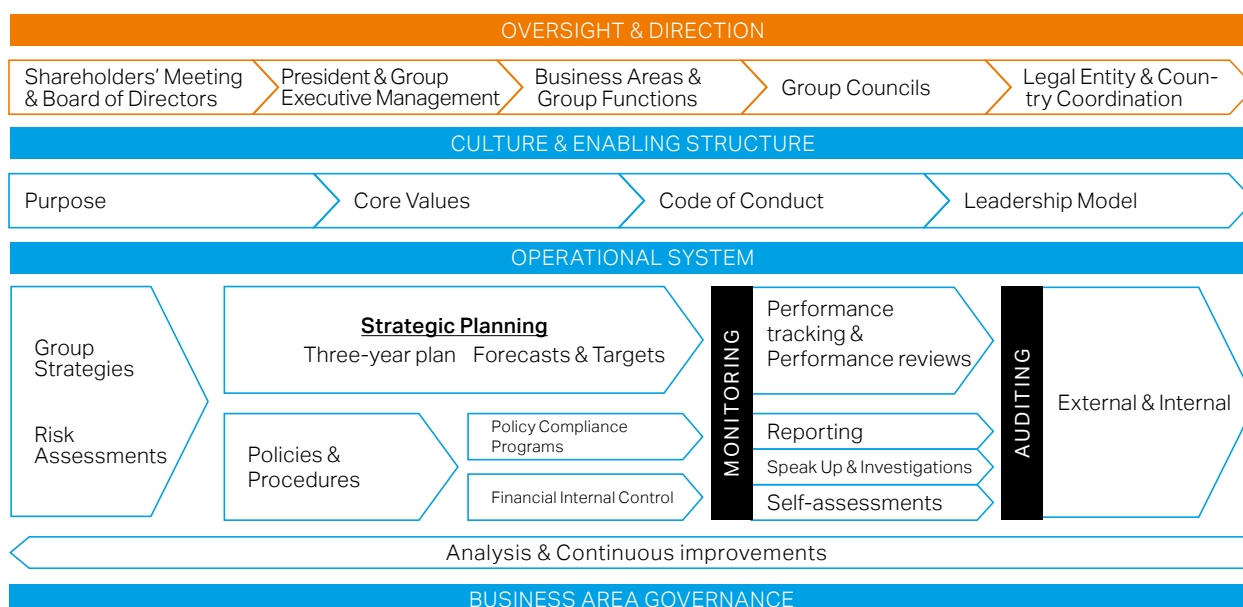 OVERSIGHT & DIRECTION
Shareholders' Meeting
& Board of Directors
President & Group
Executive Management
Business Areas &
Group Functions
Group Councils
Legal Entity & Coun-
try Coordination
CULTURE & ENABLING STRUCTURE
Purpose
Core Values
Code of Conduct
Leadership Model
OPERATIONAL SYSTEM
Group
Strategies
Risk
Assessments
Strategic Planning
Three-year plan Forecasts & Targets
Policies &
Procedures
Policy Compliance
Programs
Financial Internal Control
MONITORING
Performance
tracking &
Performance reviews
Reporting
Speak Up & Investigations
Self-assessments
AUDITING
External & Internal
Analysis & Continuous improvements
BUSINESS AREA GOVERNANCE